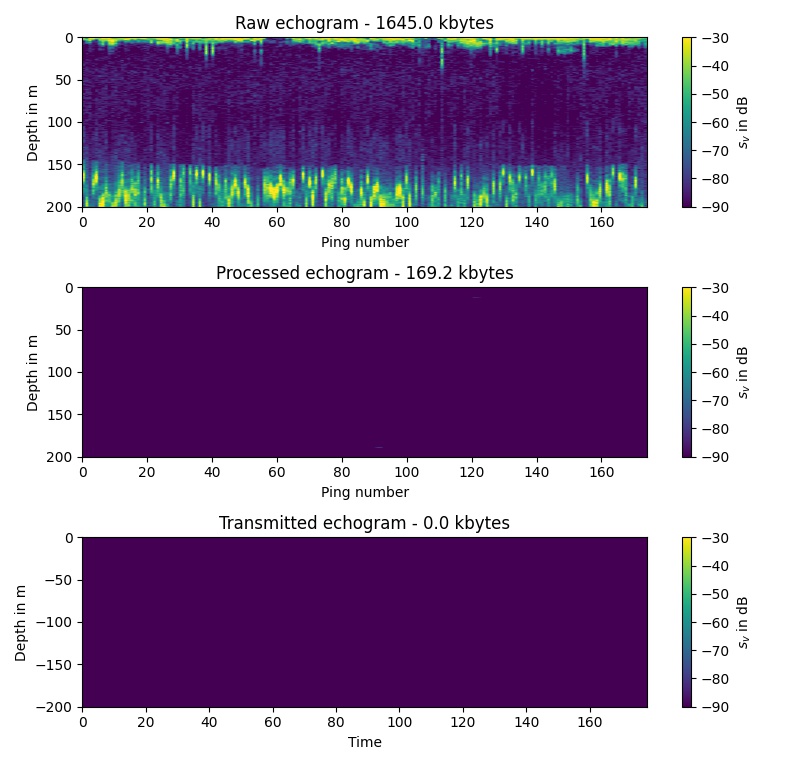 Raw echogram - 1645.0 kbytes
0
50
100
150
200
Depth in m
0 20 40 60 80 100 120 140 160
Ping number
−30
−40
−50
−60
−70
−80
−90
sv in dB
Processed echogram - 169.2 kbytes
0
50
100
150
200
Depth in m
0 20 40 60 80 100 120 140 160
Ping number
−30
−40
−50
−60
−70
−80
−90
sv in dB
Transmitted echogram - 0.0 kbytes
0
−50
−100
−150
−200
Depth in m
0 20 40 60 80 100 120 140 160
Time
−30
−40
−50
−60
−70
−80
−90
sv in dB